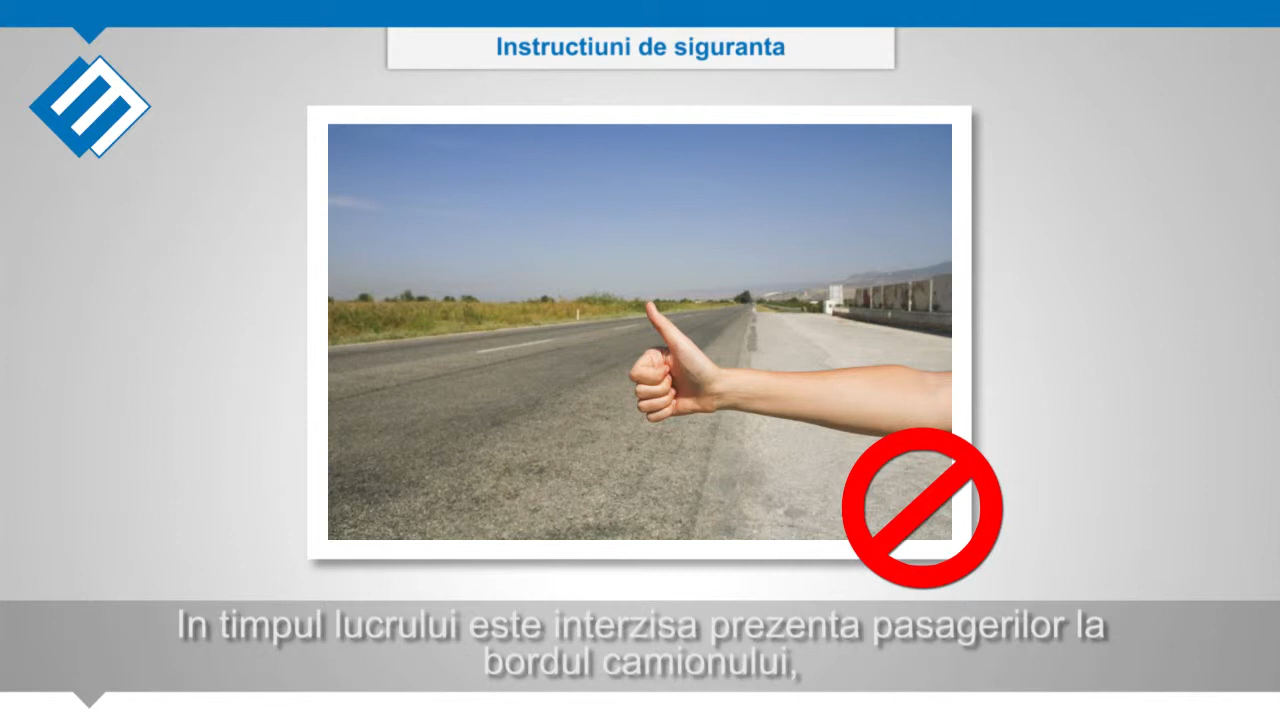 Instructiuni de siguranta
In timpul lucrului este interzisa prezenta pasagerilor la
bordul camionului,